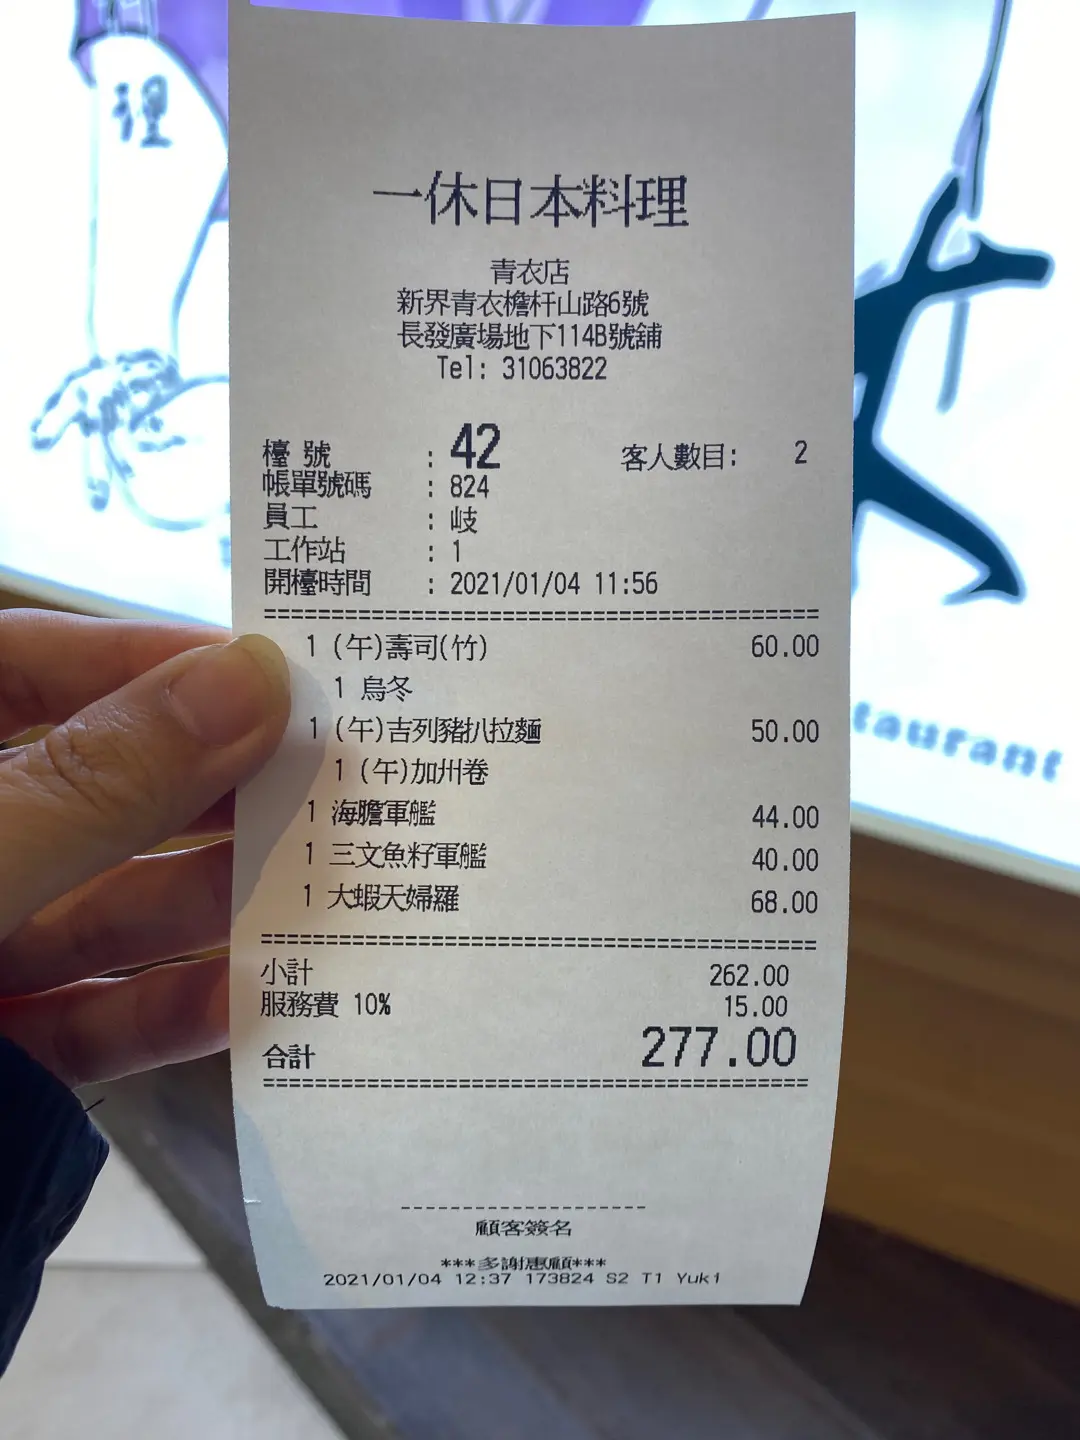 理
一休日本料理
青衣店
新界青衣檐杆山路6號
長發廣場地下114B號舖
Tel: 31063822
檯 號 : 42 客人數目: 2
帳單號碼 : 824
員工 : 岐
工作站 : 1
開檯時間 : 2021/01/04 11:56
1 (午)壽司(竹) 60.00
1 烏冬
1 (午)吉列豬扒拉麵 50.00
1 (午)加州卷
1 海膽軍艦 44.00
1 三文魚籽軍艦 40.00
1 大蝦天婦羅 68.00
小計 262.00
服務費 10% 15.00
合計 277.00
顧客簽名
***多謝惠顧***
2021/01/04 12:37 173824 S2 T1 Yuki
taurant